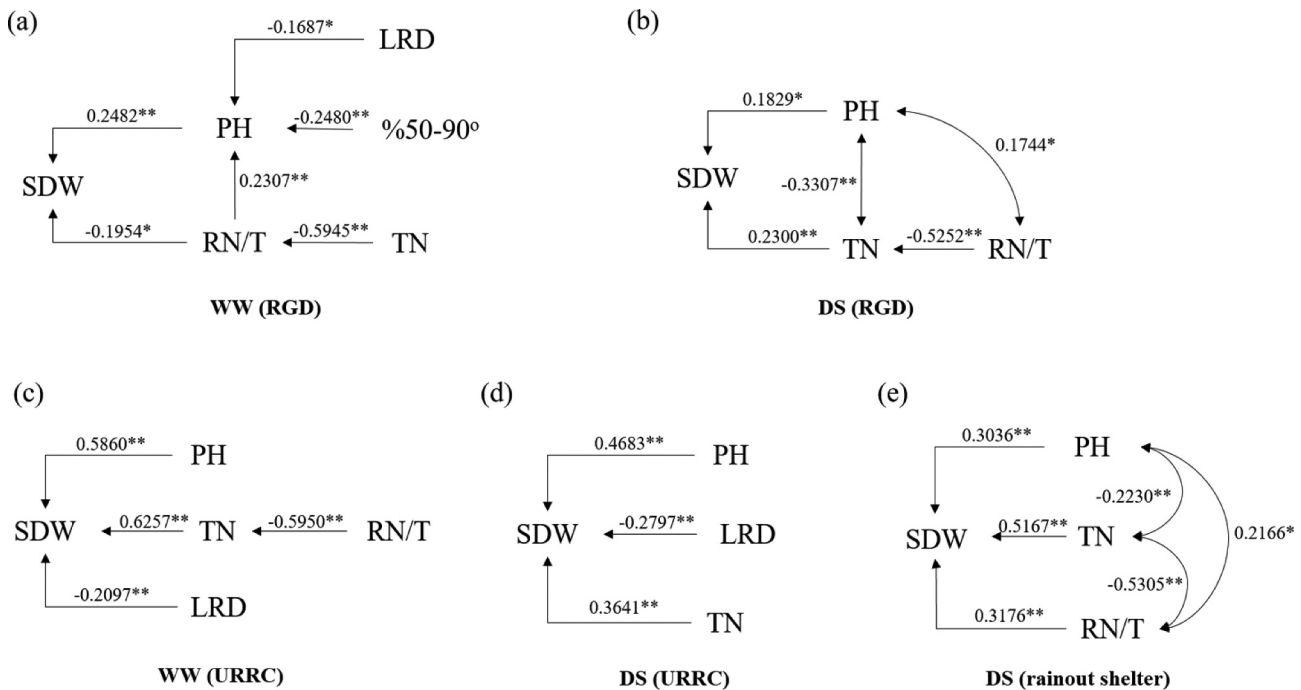 (a)
-0.1687*
LRD
0.2482**
PH
-0.2480**
%50-90º
SDW
0.2307**
-0.1954*
RN/T
-0.5945**
TN
WW (RGD)
(b)
0.1829*
PH
0.1744*
SDW
-0.3307**
0.2300**
TN
-0.5252**
RN/T
DS (RGD)
(c)
0.5860**
PH
SDW
0.6257**
TN
-0.5950**
RN/T
-0.2097**
LRD
WW (URRC)
(d)
0.4683**
PH
SDW
-0.2797**
LRD
0.3641**
TN
DS (URRC)
(e)
0.3036**
PH
-0.2230**
SDW
0.5167**
TN
0.2166*
-0.5305**
0.3176**
RN/T
DS (rainout shelter)